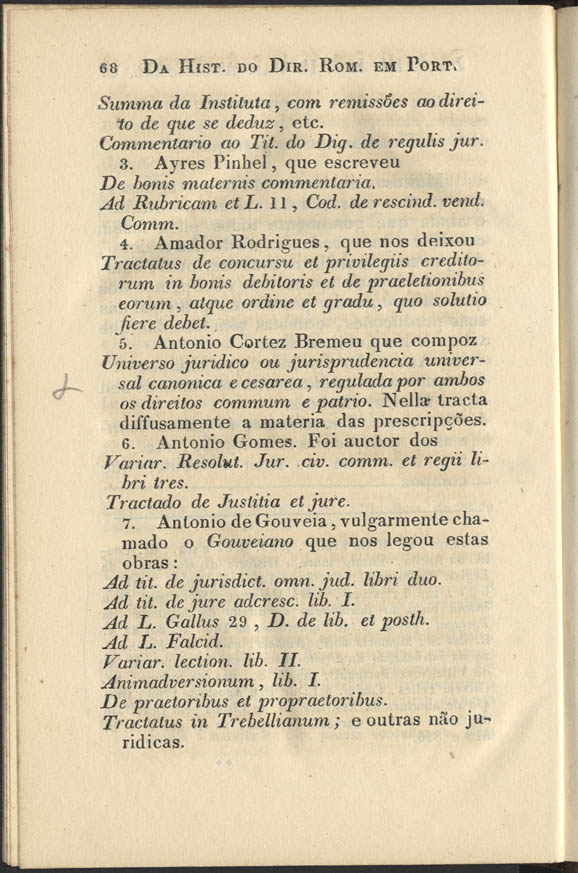 68 DA HIST. DO DIR. ROM. EM PORT.
Summa da Instituta, com remissões ao direi-
to de que se deduz, etc.
Commentario ao Tit. do Dig. de regulis jur.
3. Ayres Pinhel, que escreveu
De bonis maternis commentaria.
Ad Rubricam et L. 11, Cod. de rescind. vend.
Comm.
4. Amador Rodrigues, que nos deixou
Tractatus de concursu et privilegiis credito-
rum in bonis debitoris et de praeletionibus
eorum, atque ordine et gradu, quo solutio
fiere debet.
5. Antonio Cortez Bremeu que compoz
Universo juridico ou jurisprudencia univer-
sal canonica e cesarea, regulada por ambos
os direitos commum e patrio. Nella tracta
diffusamente a materia das prescripções.
6. Antonio Gomes. Foi auctor dos
Variar. Resolut. Jur. civ. comm. et regii li-
bri tres.
Tractado de Justitia et jure.
7. Antonio de Gouveia, vulgarmente cha-
mado o Gouveiano que nos legou estas
obras:
Ad tit. de jurisdict. omn. jud. libri duo.
Ad tit. de jure adcresc. lib. I.
Ad L. Gallus 29, D. de lib. et posth.
Ad L. Falcid.
Variar. lection. lib. II.
Animadversionum, lib. I.
De praetoribus et propraetoribus.
Tractatus in Trebellianum; e outras não ju-
ridicas.